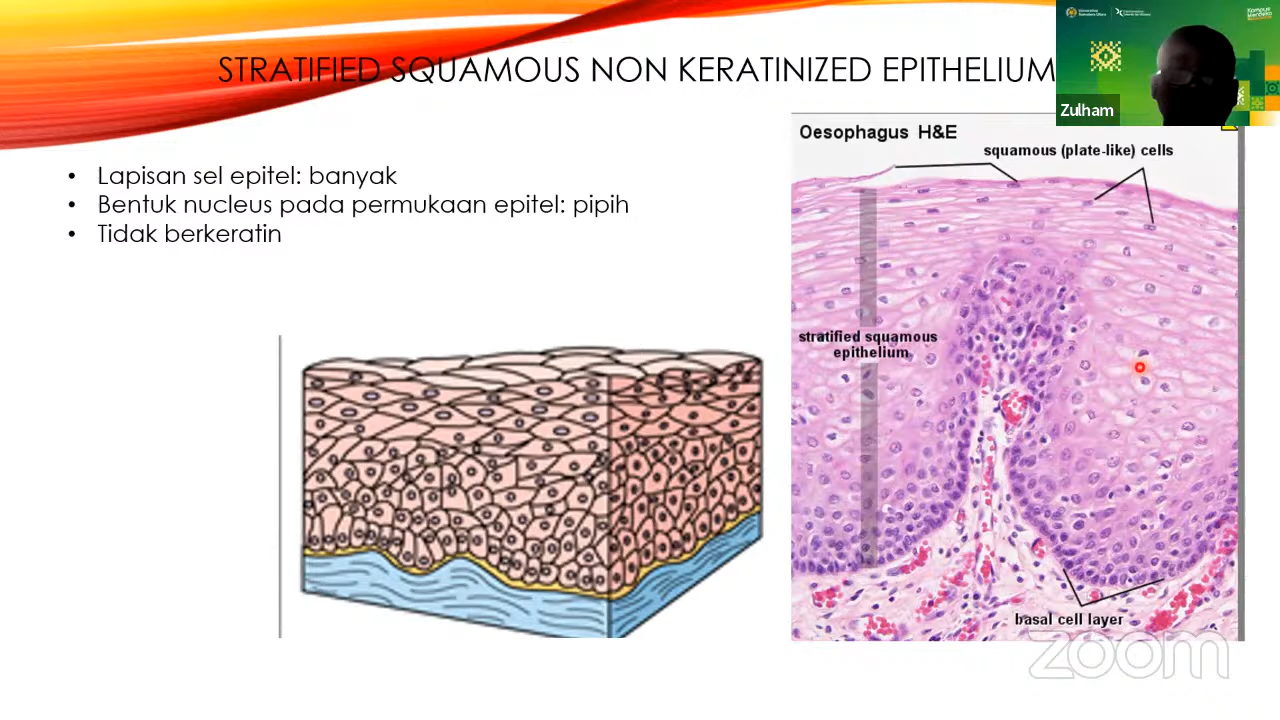 STRATIFIED SQUAMOUS NON KERATINIZED EPITHELIUM
Zulham
• Lapisan sel epitel: banyak
• Bentuk nucleus pada permukaan epitel: pipih
• Tidak berkeratin
Oesophagus H&E
squamous (plate-like) cells
stratified squamous
epithelium
basal cell layer
zoom